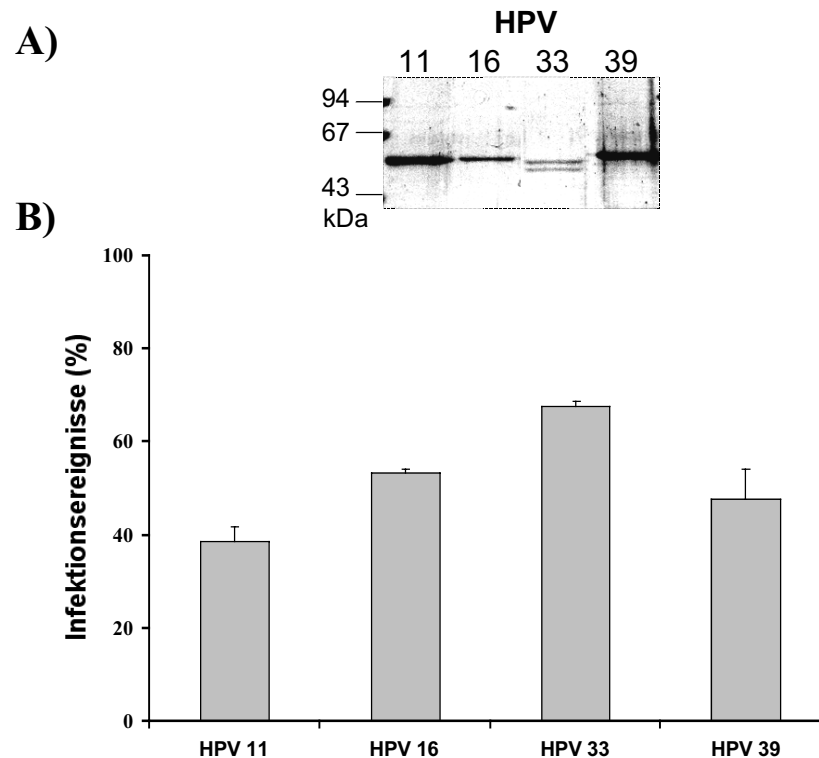 A)
HPV
11 16 33 39
94
67
43
kDa
B)
100
80
60
40
20
0
Infektionsereignisse (%)
HPV 11 HPV 16 HPV 33 HPV 39